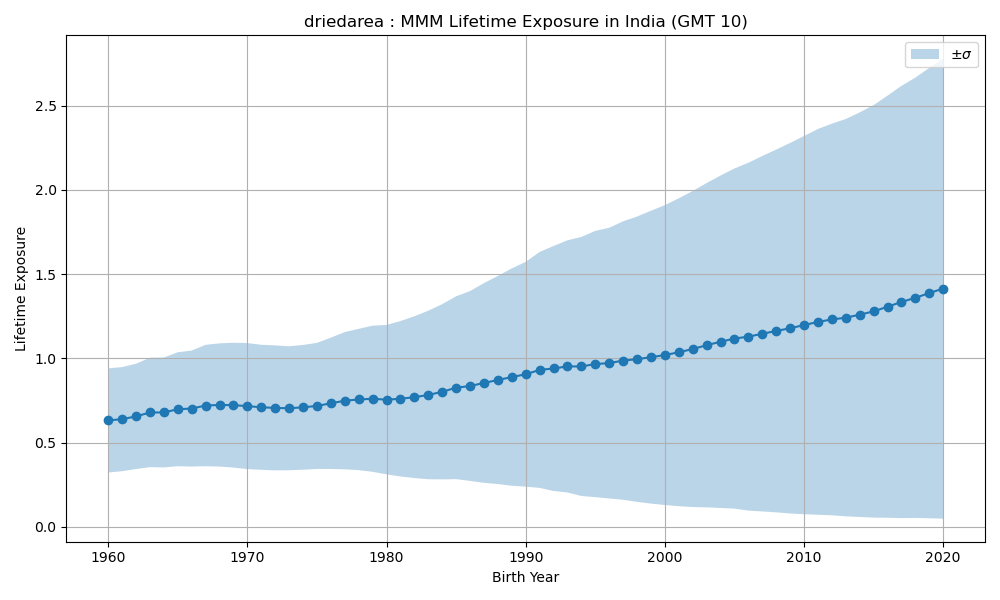 driedarea : MMM Lifetime Exposure in India (GMT 10)
±σ
Lifetime Exposure
2.5
2.0
1.5
1.0
0.5
0.0
1960 1970 1980 1990 2000 2010 2020
Birth Year